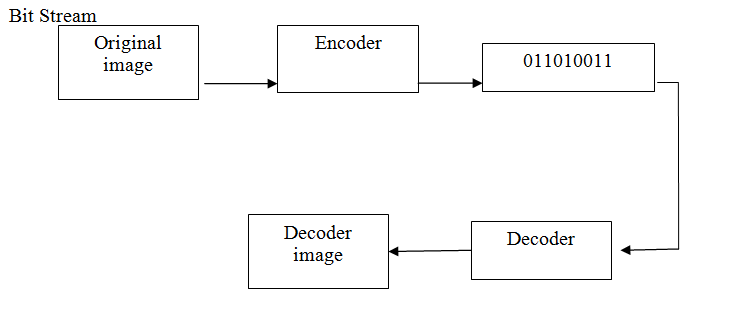 Bit Stream
Original
image
Encoder
011010011
Decoder
image
Decoder